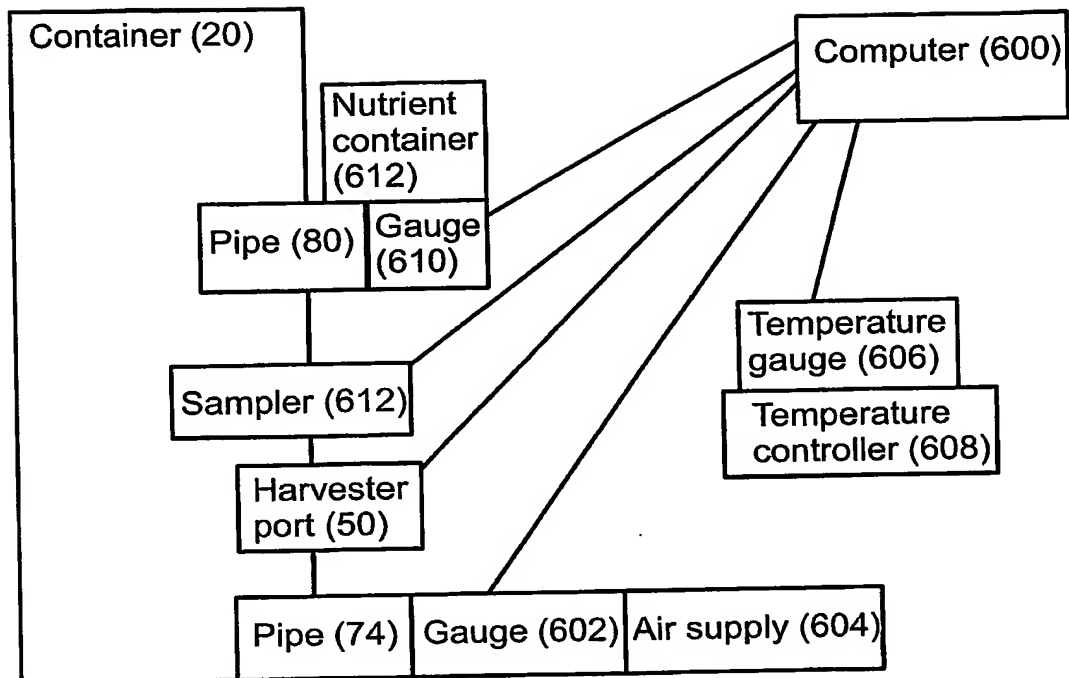 Container (20)
Computer (600)
Nutrient
container
(612)
Pipe (80)
Gauge
(610)
Temperature
gauge (606)
Sampler (612)
Temperature
controller (608)
Harvester
port (50)
Pipe (74)
Gauge (602)
Air supply (604)